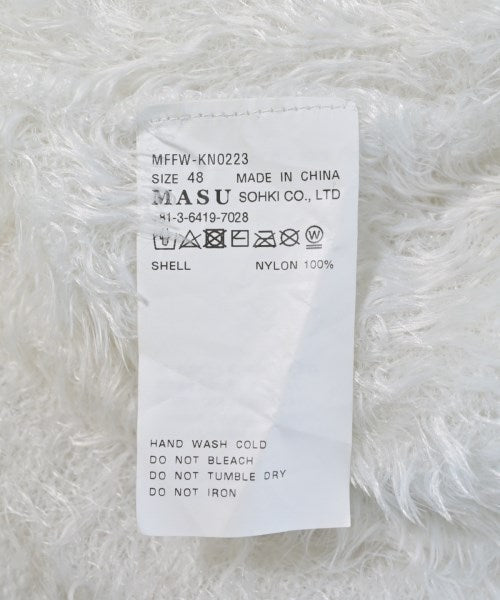 MFFW-KN0223
SIZE 48 MADE IN CHINA
MASU SOHKI CO., LTD
81-3-6419-7028
W
SHELL NYLON 100%
HAND WASH COLD
DO NOT BLEACH
DO NOT TUMBLE DRY
DO NOT IRON